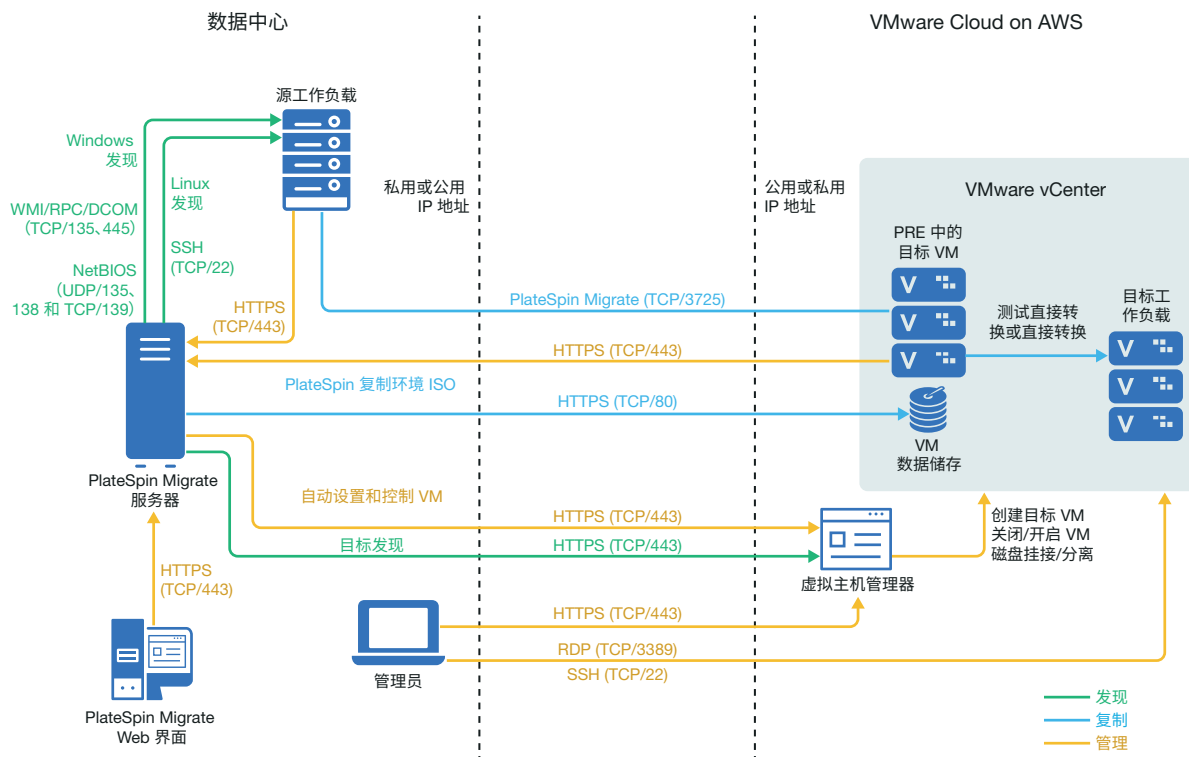 数据中心
VMware Cloud on AWS
源工作负载
Windows
发现
Linux
发现
WMI/RPC/DCOM
（TCP/135、445）
SSH
(TCP/22)
NetBIOS
（UDP/135、
138 和 TCP/139）
私用或公用
IP 地址
公用或私用
IP 地址
VMware vCenter
PRE 中的
目标 VM
HTTPS
(TCP/443)
PlateSpin Migrate (TCP/3725)
测试直接转
换或直接转换
目标工
作负载
HTTPS (TCP/443)
PlateSpin 复制环境 ISO
HTTPS (TCP/80)
VM
数据储存
PlateSpin Migrate
服务器
自动设置和控制 VM
HTTPS (TCP/443)
目标发现
HTTPS (TCP/443)
创建目标 VM
关闭/开启 VM
磁盘挂接/分离
虚拟主机管理器
HTTPS
(TCP/443)
HTTPS (TCP/443)
RDP (TCP/3389)
SSH (TCP/22)
管理员
PlateSpin Migrate
Web 界面
发现
复制
管理